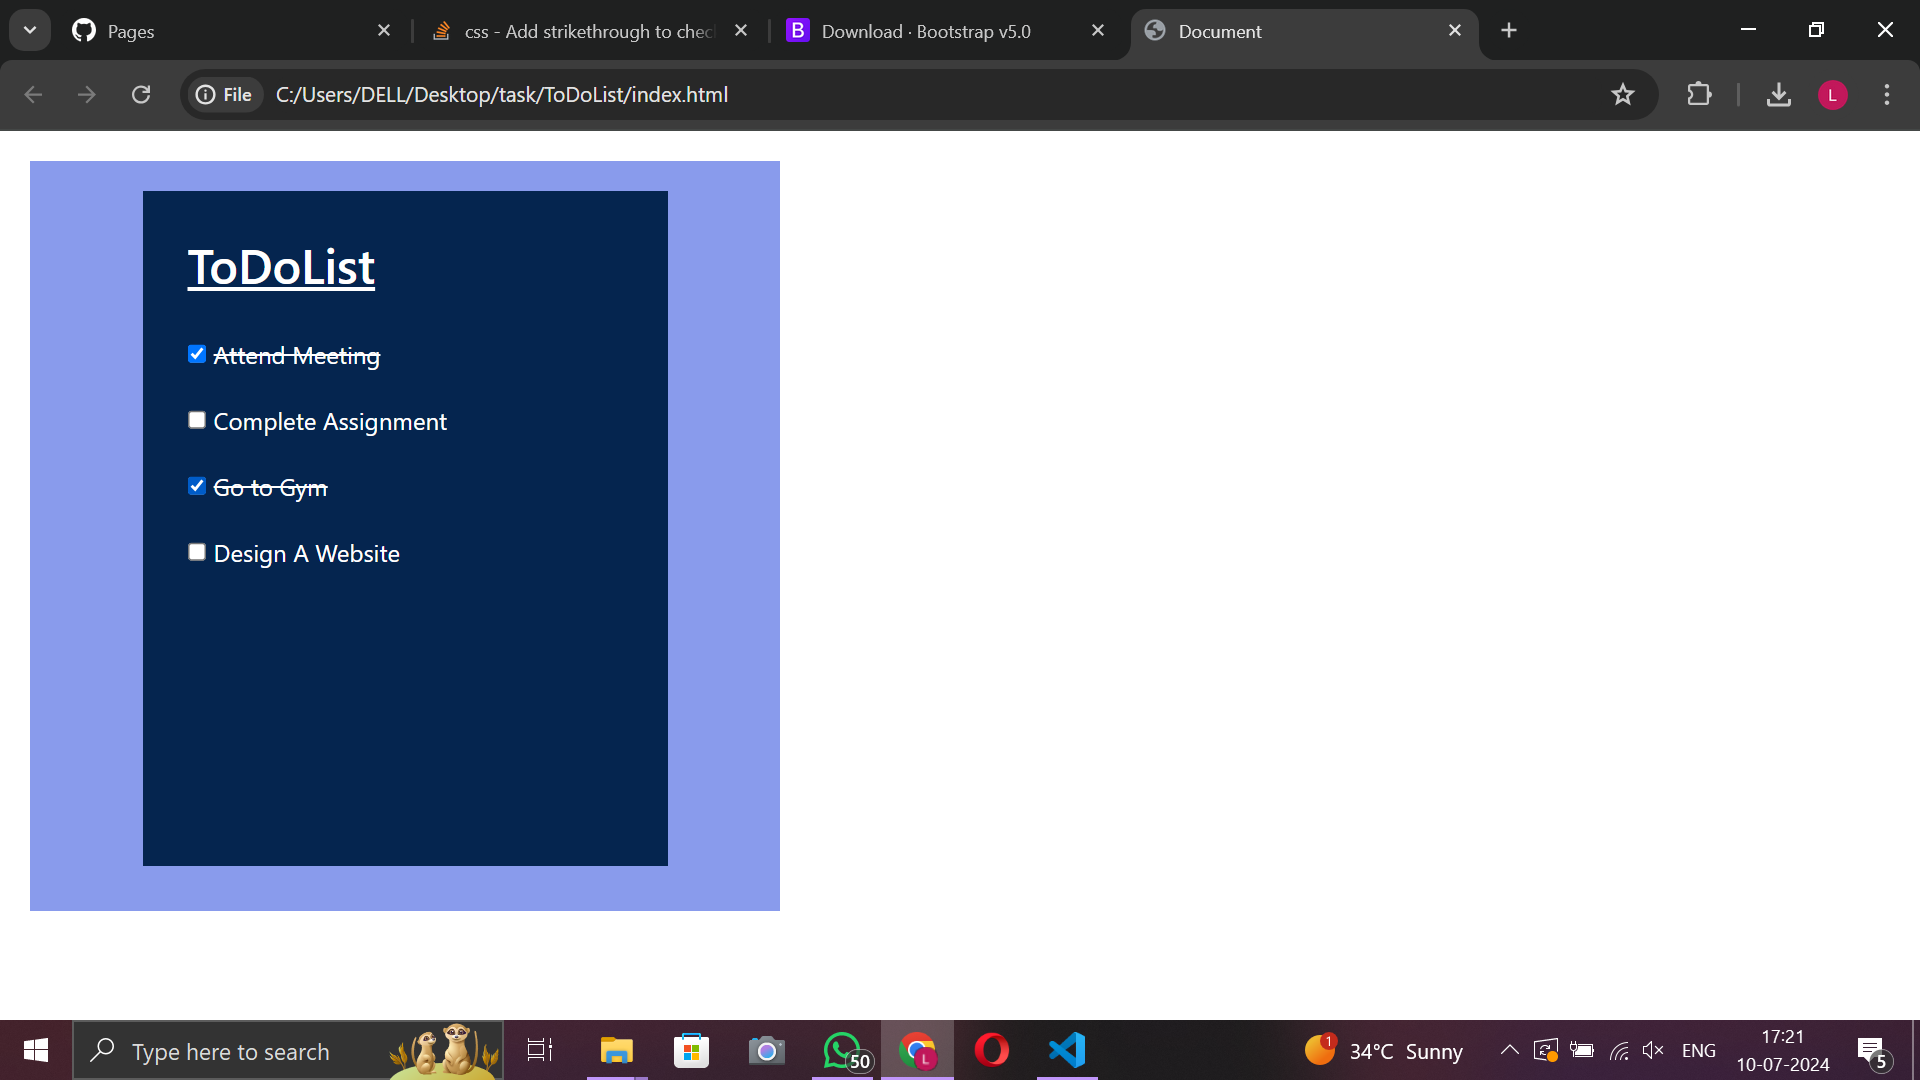 Pages
css - Add strikethrough to chec
B Download · Bootstrap v5.0
Document
File C:/Users/DELL/Desktop/task/ToDoList/index.html
L
ToDoList
Attend Meeting
Complete Assignment
Go to Gym
Design A Website
Type here to search
50
L
1
34°C Sunny
ENG
17:21
10-07-2024
5